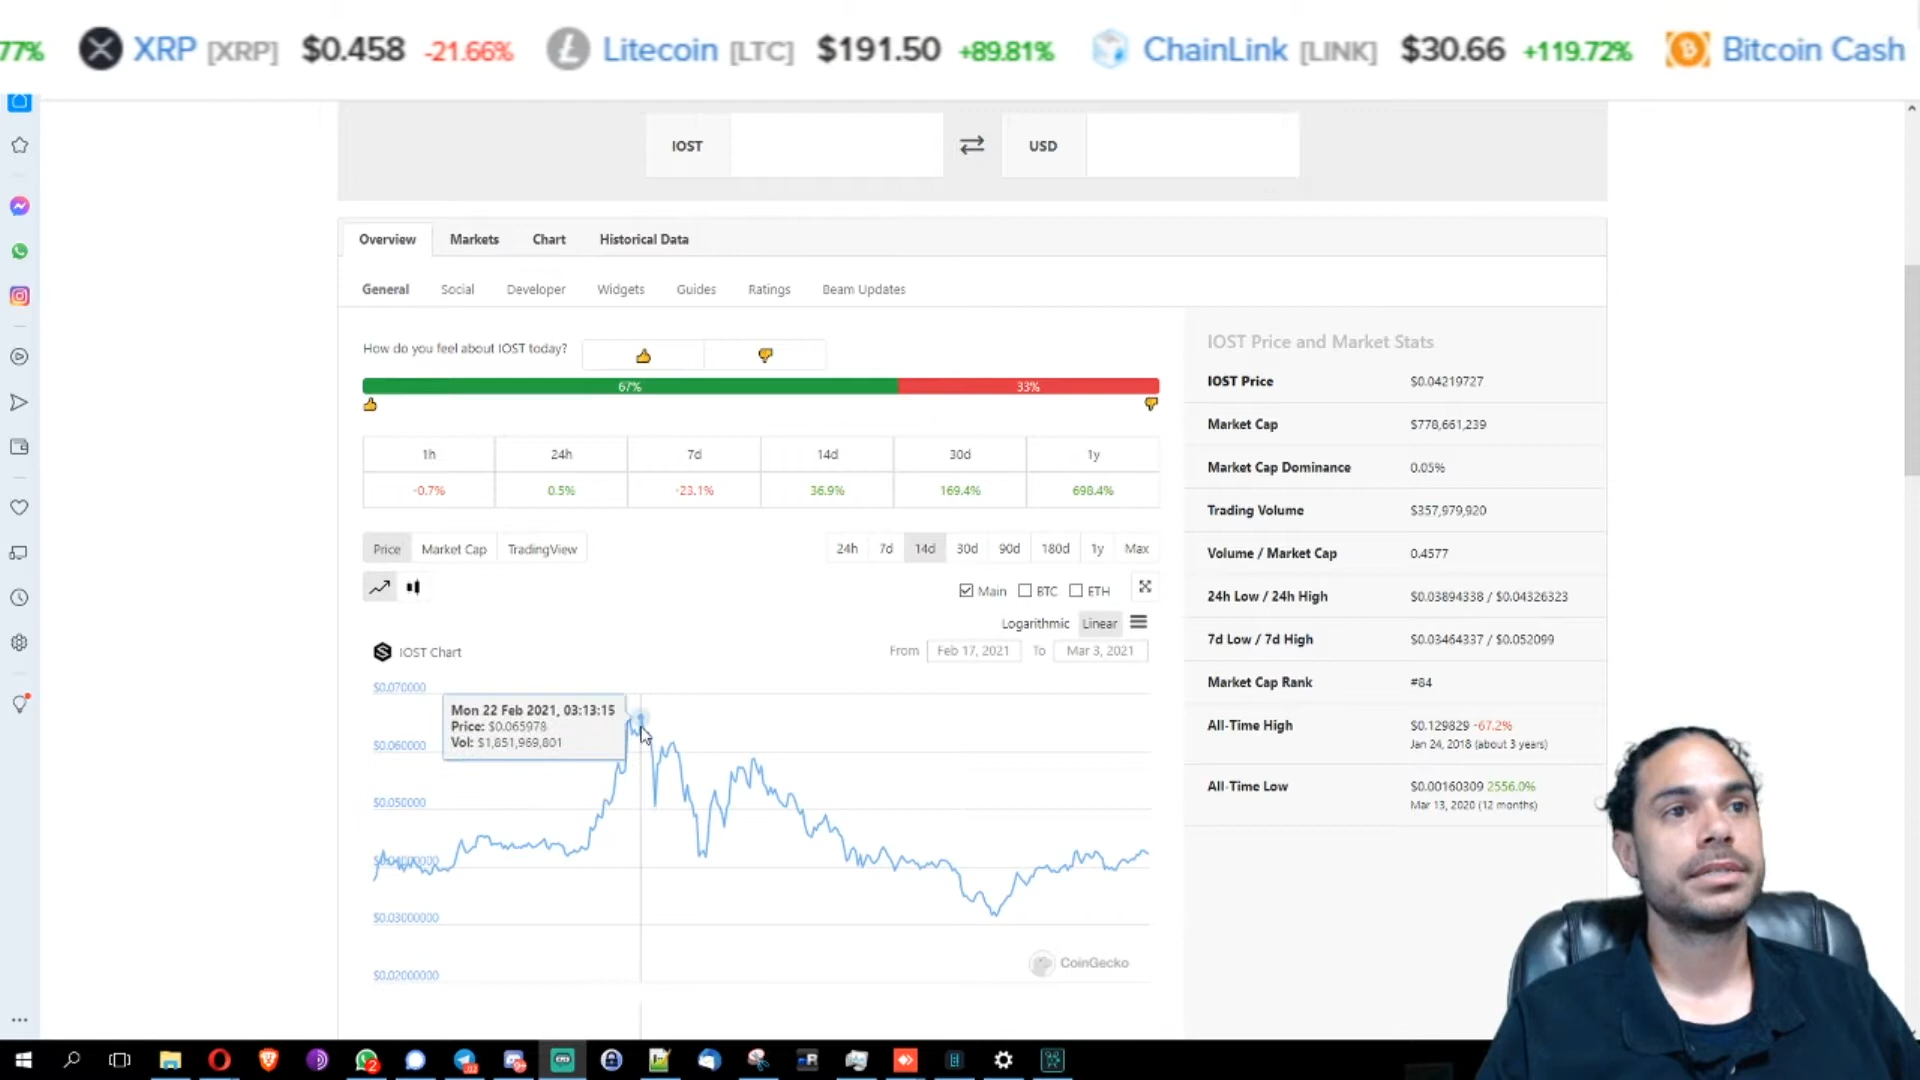 77% XRP [XRP] $0.458 -21.66% Litecoin [LTC] $191.50 +89.81% ChainLink [LINK] $30.66 +119.72% Bitcoin Cash
IOST USD
Overview Markets Chart Historical Data
General Social Developer Widgets Guides Ratings Beam Updates
How do you feel about IOST today?
67% 33%
1h 24h 7d 14d 30d 1y
-0.7% 0.5% -23.1% 36.9% 169.4% 698.4%
Price Market Cap TradingView 24h 7d 14d 30d 90d 180d 1y Max
Main BTC ETH
Logarithmic Linear
IOST Chart From Feb 17, 2021 To Mar 3, 2021
$0.070000
Mon 22 Feb 2021, 03:13:15
Price: $0.065978
Vol: $1,851,969,801
$0.060000
$0.050000
$0.04000000
$0.03000000
$0.02000000
CoinGecko
IOST Price and Market Stats
IOST Price $0.04219727
Market Cap $778,661,239
Market Cap Dominance 0.05%
Trading Volume $357,979,920
Volume / Market Cap 0.4577
24h Low / 24h High $0.03894338 / $0.04326323
7d Low / 7d High $0.03464337 / $0.052099
Market Cap Rank #84
All-Time High $0.129829 -67.2%
Jan 24, 2018 (about 3 years)
All-Time Low $0.00160309 2556.0%
Mar 13, 2020 (12 months)